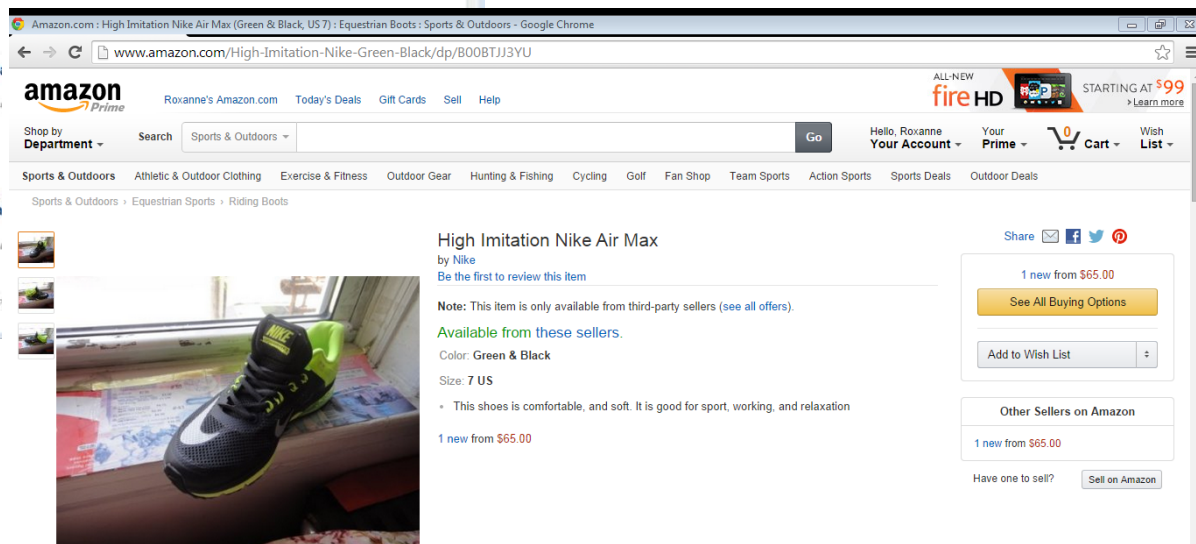 Amazon.com : High Imitation Nike Air Max (Green & Black, US 7) : Equestrian Boots : Sports & Outdoors - Google Chrome
www.amazon.com/High-Imitation-Nike-Green-Black/dp/B00BTJJ3YU
amazon
Prime
Roxanne's Amazon.com Today's Deals Gift Cards Sell Help
ALL-NEW
fire HD
STARTING AT $99
› Learn more
Shop by
Department
Search Sports & Outdoors Go
Hello, Roxanne
Your Account
Your
Prime
0
Cart
Wish
List
Sports & Outdoors Athletic & Outdoor Clothing Exercise & Fitness Outdoor Gear Hunting & Fishing Cycling Golf Fan Shop Team Sports Action Sports Sports Deals Outdoor Deals
Sports & Outdoors › Equestrian Sports › Riding Boots
NIKE
High Imitation Nike Air Max
by Nike
Be the first to review this item
Note: This item is only available from third-party sellers (see all offers).
Available from these sellers.
Color: Green & Black
Size: 7 US
• This shoes is comfortable, and soft. It is good for sport, working, and relaxation
1 new from $65.00
Share
1 new from $65.00
See All Buying Options
Add to Wish List
Other Sellers on Amazon
1 new from $65.00
Have one to sell? Sell on Amazon